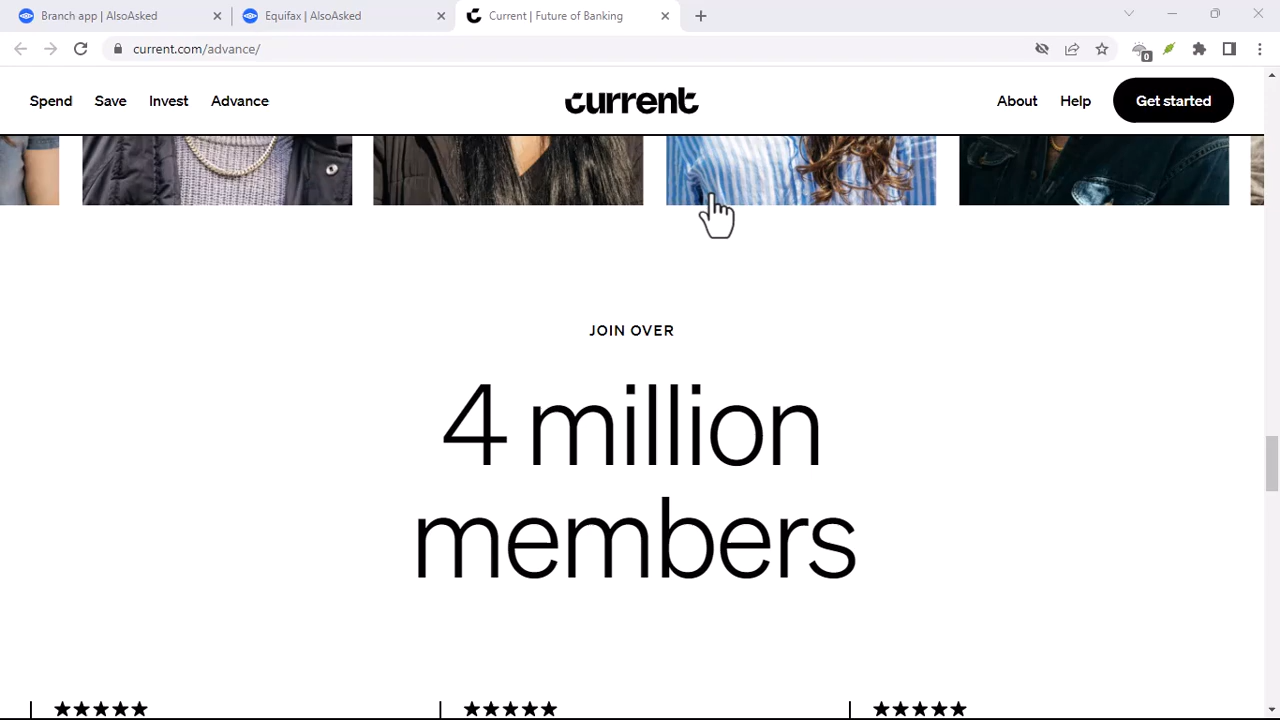 Branch app | AlsoAsked
Equifax | AlsoAsked
Current | Future of Banking
current.com/advance/
0
Spend
Save
Invest
Advance
current
About
Help
Get started
JOIN OVER
4 million
members